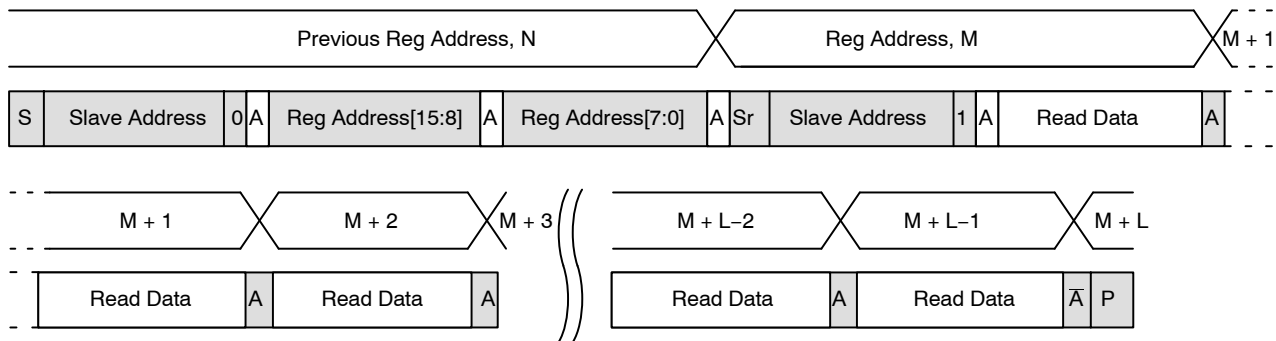 Previous Reg Address, N Reg Address, M M + 1
S Slave Address 0 A Reg Address[15:8] A Reg Address[7:0] A Sr Slave Address 1 A Read Data A
M + 1 M + 2 M + 3 M + L−2 M + L−1 M + L
Read Data A Read Data A Read Data A Read Data A̅ P